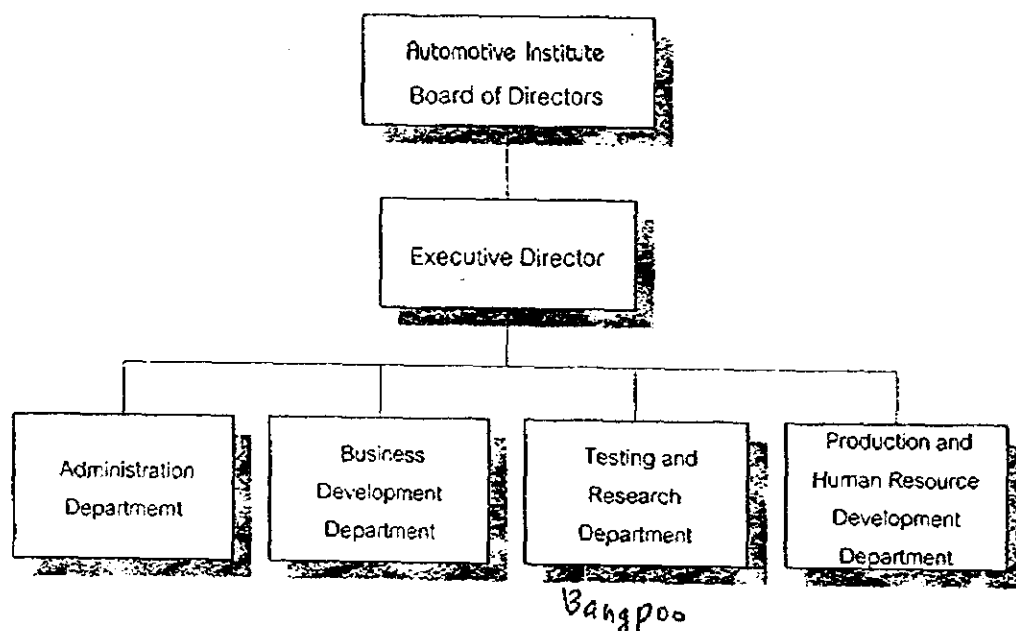 Automotive Institute
Board of Directors
Executive Director
Administration
Departmemt
Business
Development
Department
Testing and
Research
Department
Production and
Human Resource
Development
Department
Bangpoo